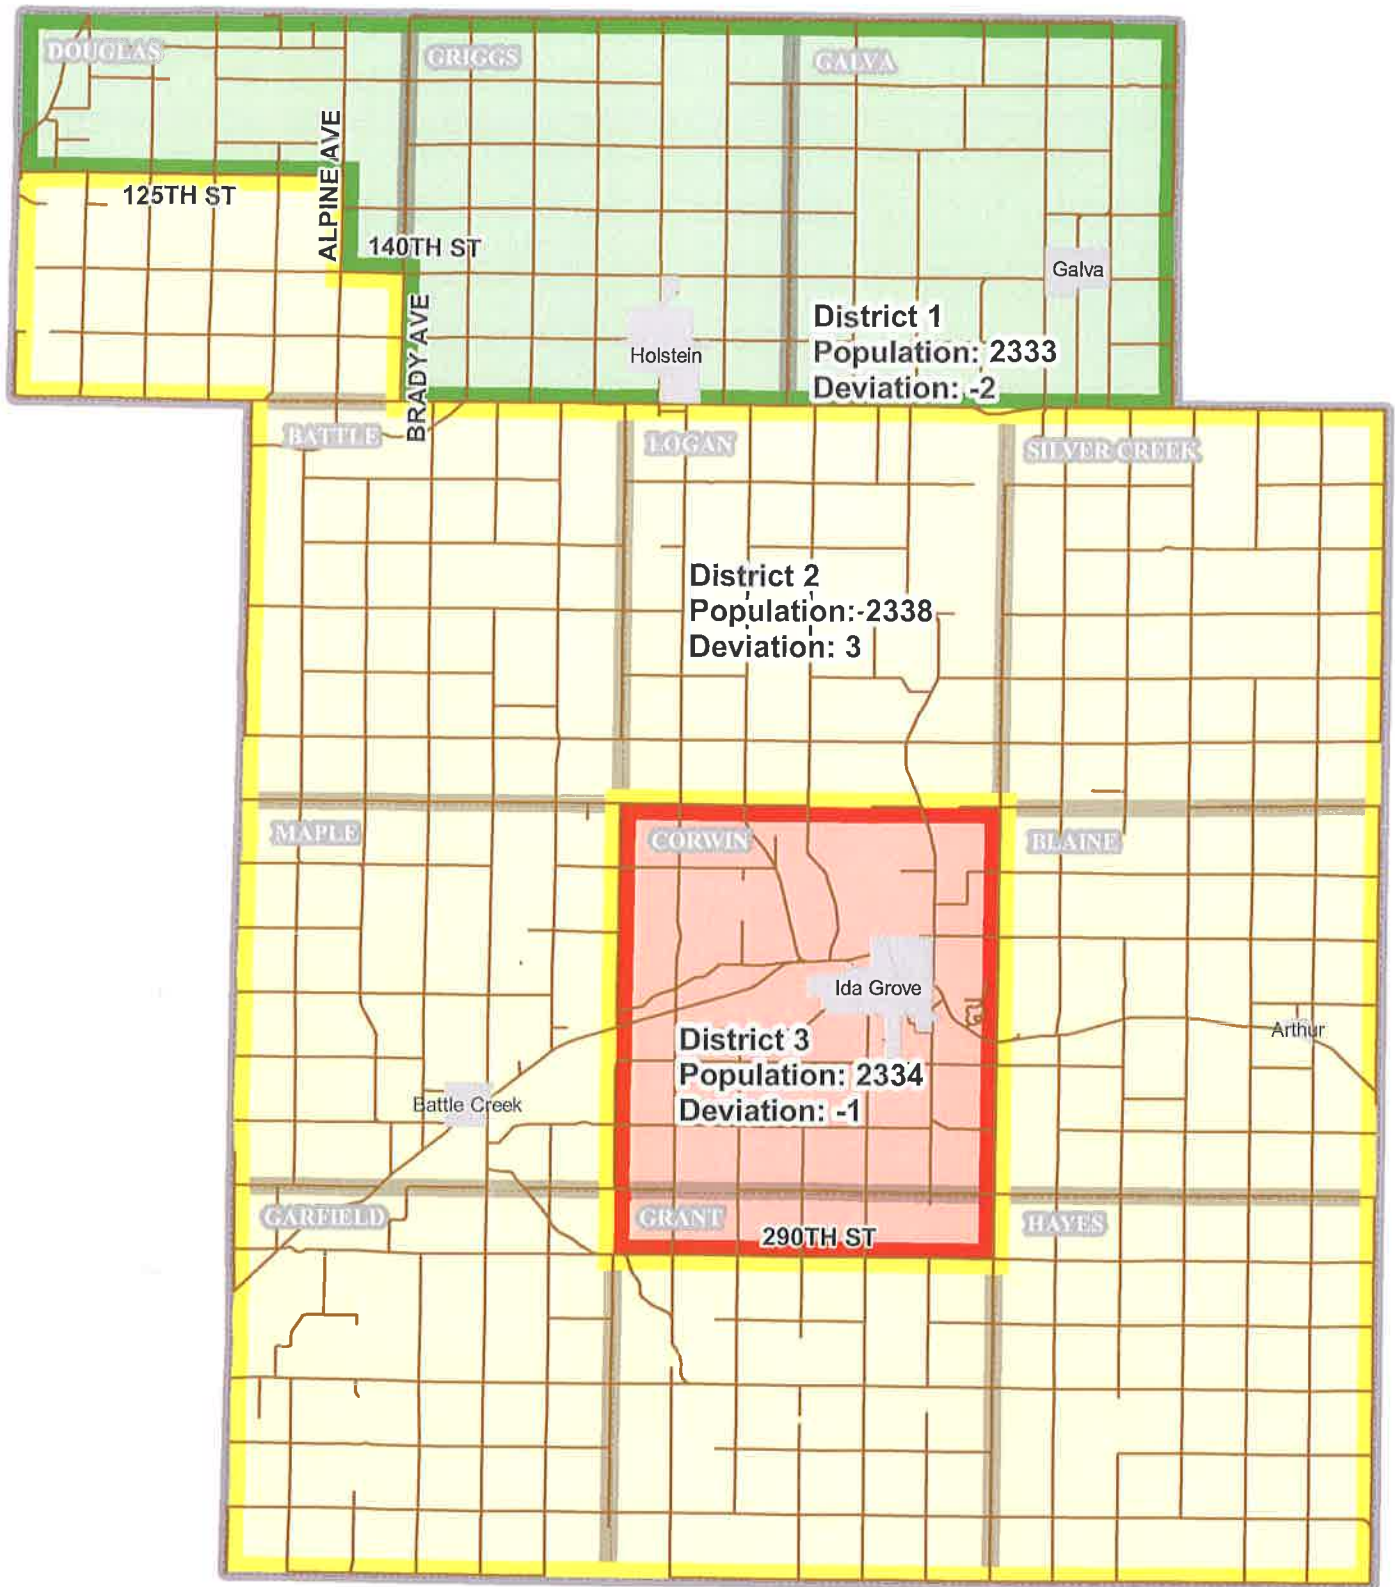 DOUGLAS
GRIGGS
GALVA
ALPINE AVE
125TH ST
140TH ST
Galva
BRADY AVE
Holstein
District 1
Population: 2333
Deviation: -2
BATTLE
LOGAN
SILVER CREEK
District 2
Population: 2338
Deviation: 3
MAPLE
CORWIN
BLAINE
Ida Grove
Arthur
District 3
Population: 2334
Deviation: -1
Battle Creek
GARFIELD
GRANT
290TH ST
HAYES